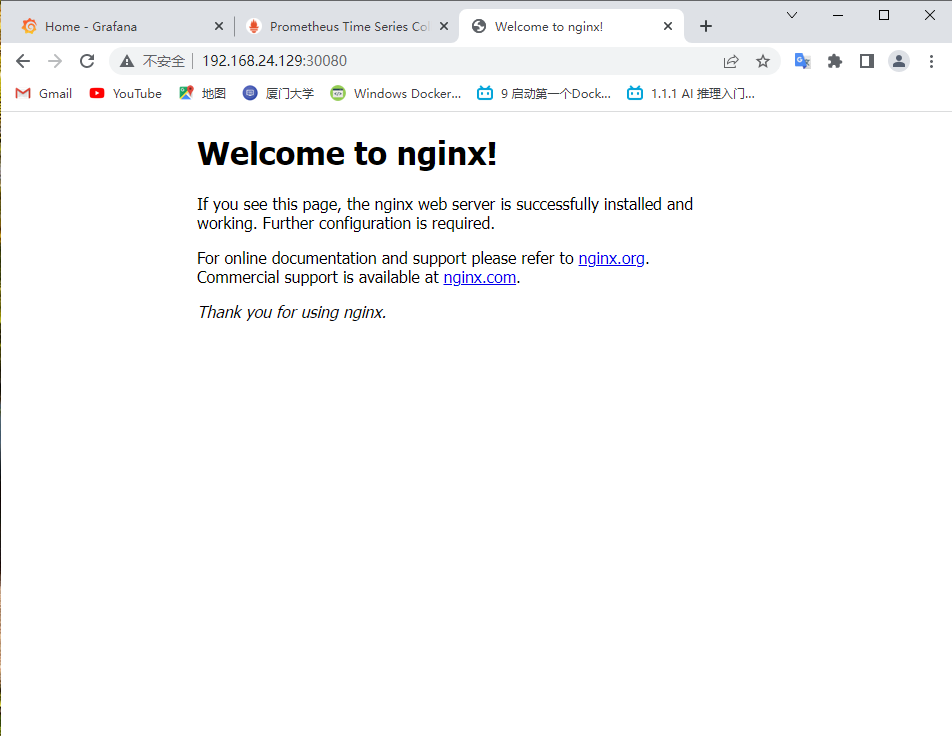 Home - Grafana
Prometheus Time Series Col
Welcome to nginx!
不安全
192.168.24.129:30080
Gmail
YouTube
地图
厦门大学
Windows Docker...
9 启动第一个Dock...
1.1.1 AI 推理入门...
Welcome to nginx!
If you see this page, the nginx web server is successfully installed and
working. Further configuration is required.
For online documentation and support please refer to nginx.org.
Commercial support is available at nginx.com.
Thank you for using nginx.